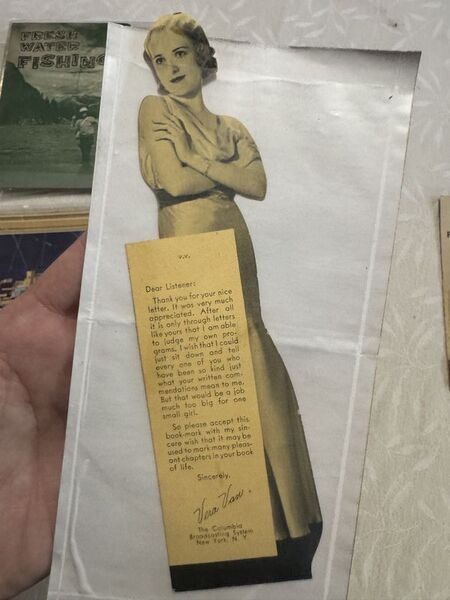 FRESH
WATER
FISHING
V.V.
Dear Listener:
Thank you for your nice
letter. It was very much
appreciated. After all
it is only through letters
like yours that I am able
to judge my own pro-
grams. I wish that I could
just sit down and tell
every one of you who
have been so kind just
what your written com-
mendations mean to me.
But that would be a job
much too big for one
small girl.
So please accept this
book-mark with my sin-
cere wish that it may be
used to mark many pleas-
ant chapters in your book
of life.
Sincerely,
Vera Van.
The Columbia
Broadcasting System
New York, N. Y.